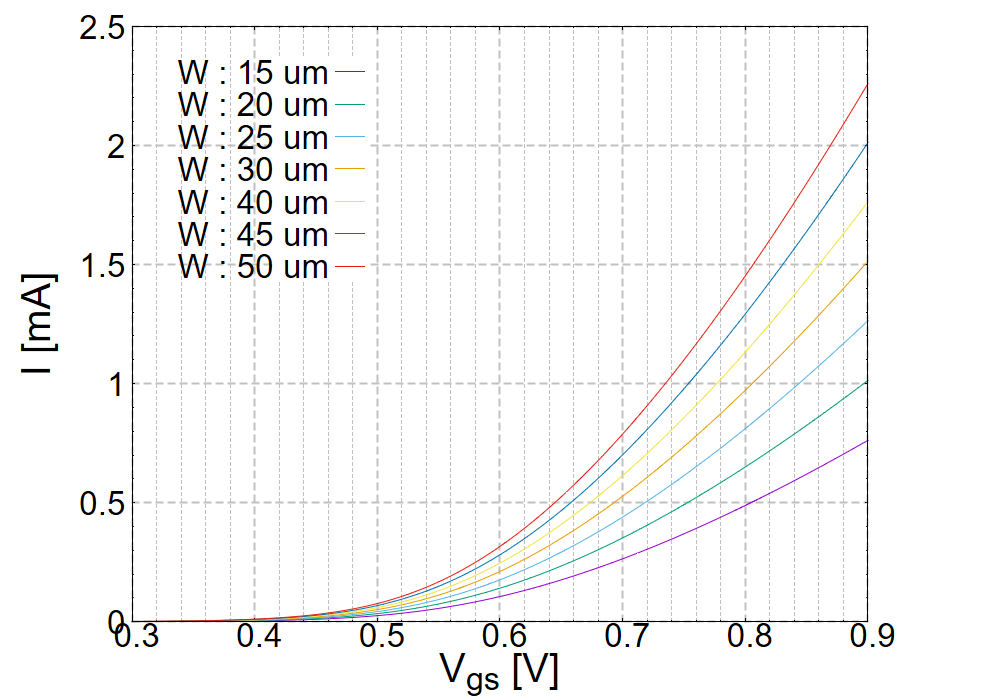 2.5
W : 15 um
W : 20 um
W : 25 um
2
W : 30 um
W : 40 um
W : 45 um
W : 50 um
1.5
I [mA]
1
0.5
0
0.3 0.4 0.5 0.6 0.7 0.8 0.9
Vgs [V]